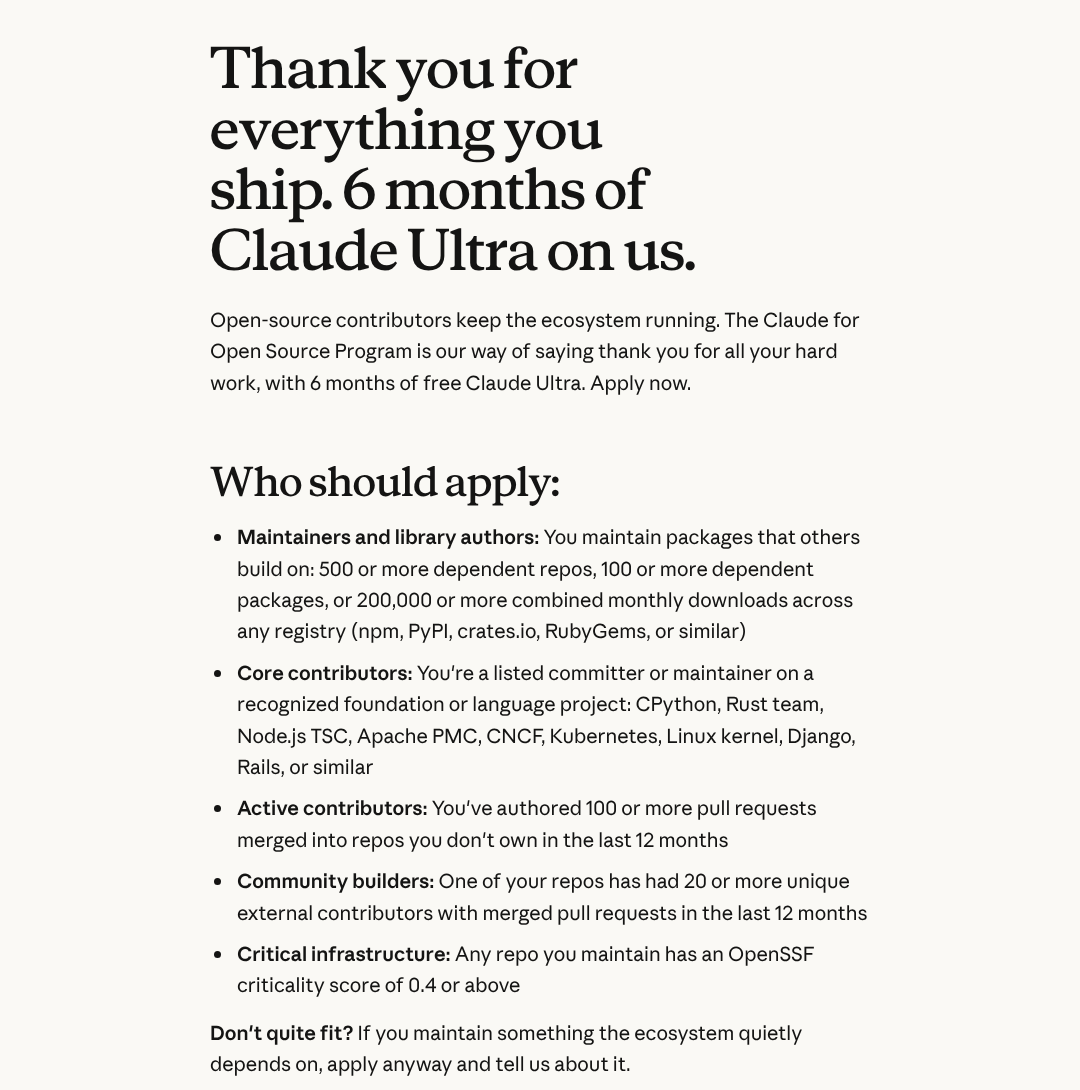 Thank you for
everything you
ship. 6 months of
Claude Ultra on us.
Open-source contributors keep the ecosystem running. The Claude for
Open Source Program is our way of saying thank you for all your hard
work, with 6 months of free Claude Ultra. Apply now.
Who should apply:
• Maintainers and library authors: You maintain packages that others
build on: 500 or more dependent repos, 100 or more dependent
packages, or 200,000 or more combined monthly downloads across
any registry (npm, PyPI, crates.io, RubyGems, or similar)
• Core contributors: You're a listed committer or maintainer on a
recognized foundation or language project: CPython, Rust team,
Node.js TSC, Apache PMC, CNCF, Kubernetes, Linux kernel, Django,
Rails, or similar
• Active contributors: You've authored 100 or more pull requests
merged into repos you don't own in the last 12 months
• Community builders: One of your repos has had 20 or more unique
external contributors with merged pull requests in the last 12 months
• Critical infrastructure: Any repo you maintain has an OpenSSF
criticality score of 0.4 or above
Don't quite fit? If you maintain something the ecosystem quietly
depends on, apply anyway and tell us about it.